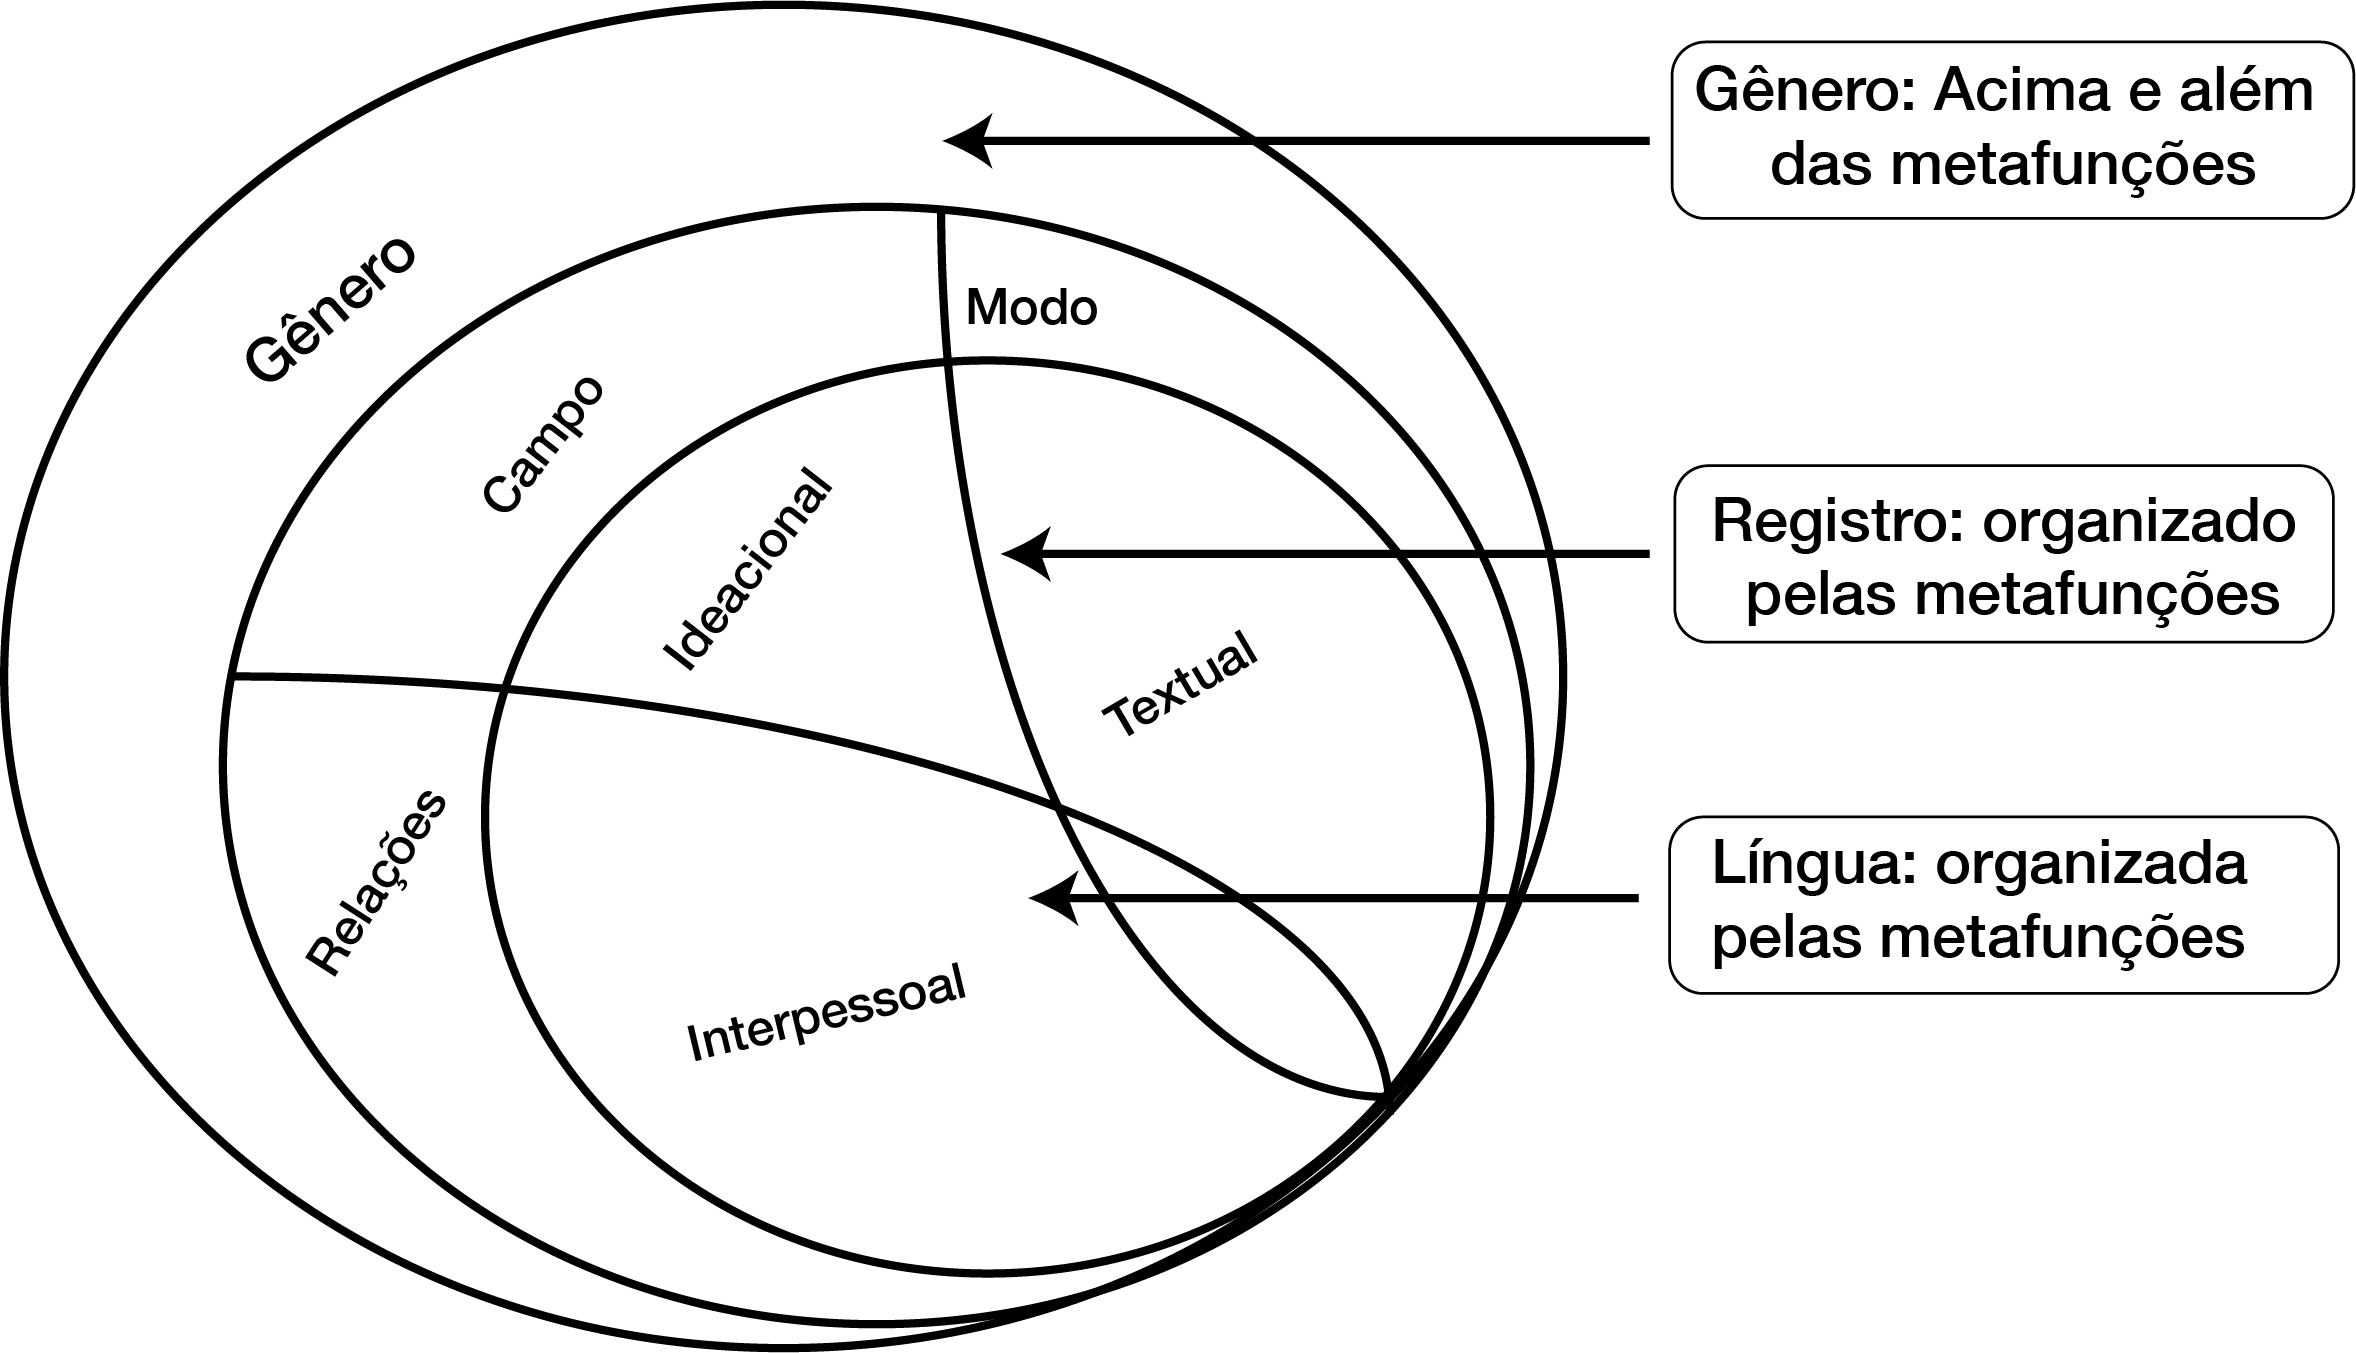 Gênero: Acima e além
das metafunções
Gênero
Modo
Campo
Ideacional
Registro: organizado
pelas metafunções
Textual
Relações
Língua: organizada
pelas metafunções
Interpessoal